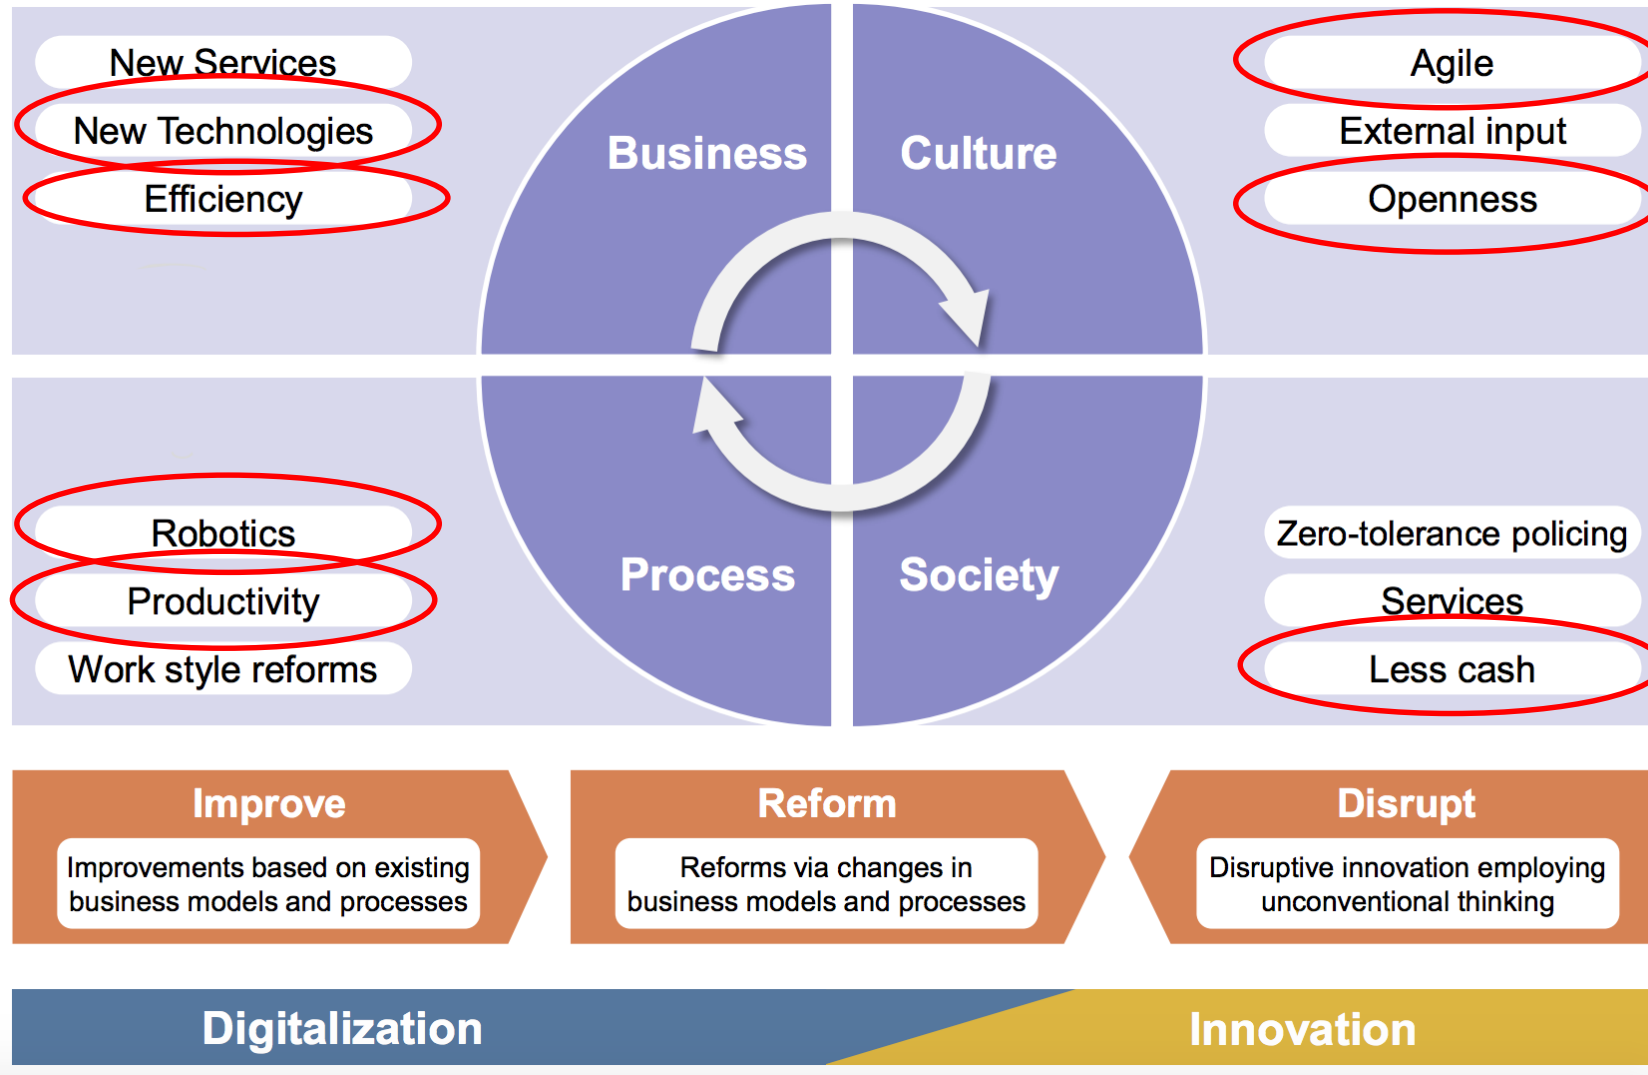 New Services
New Technologies
Efficiency
Business
Culture
Agile
External input
Openness
Robotics
Productivity
Work style reforms
Process
Society
Zero-tolerance policing
Services
Less cash
Improve
Improvements based on existing
business models and processes
Reform
Reforms via changes in
business models and processes
Disrupt
Disruptive innovation employing
unconventional thinking
Digitalization
Innovation